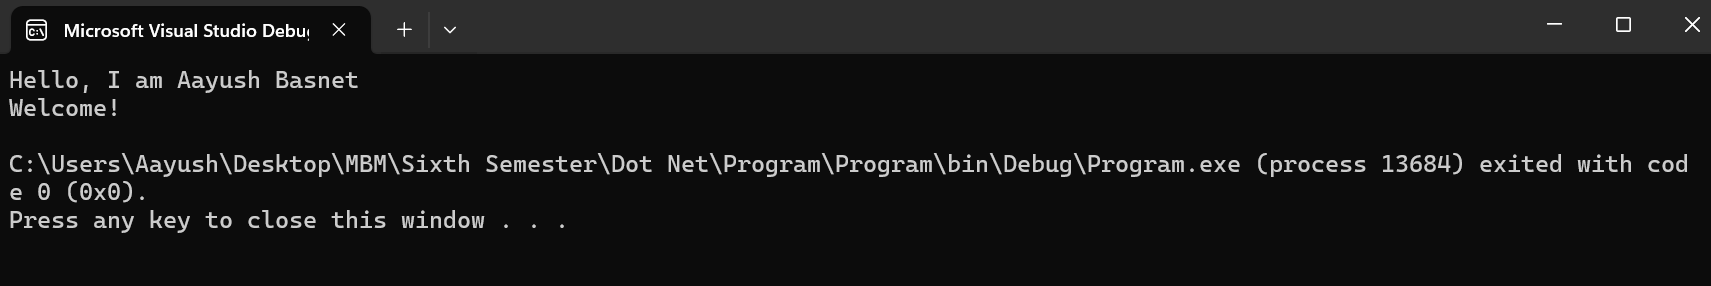 Microsoft Visual Studio Debu
Hello, I am Aayush Basnet
Welcome!
C:\Users\Aayush\Desktop\MBM\Sixth Semester\Dot Net\Program\Program\bin\Debug\Program.exe (process 13684) exited with cod
e 0 (0x0).
Press any key to close this window . . .